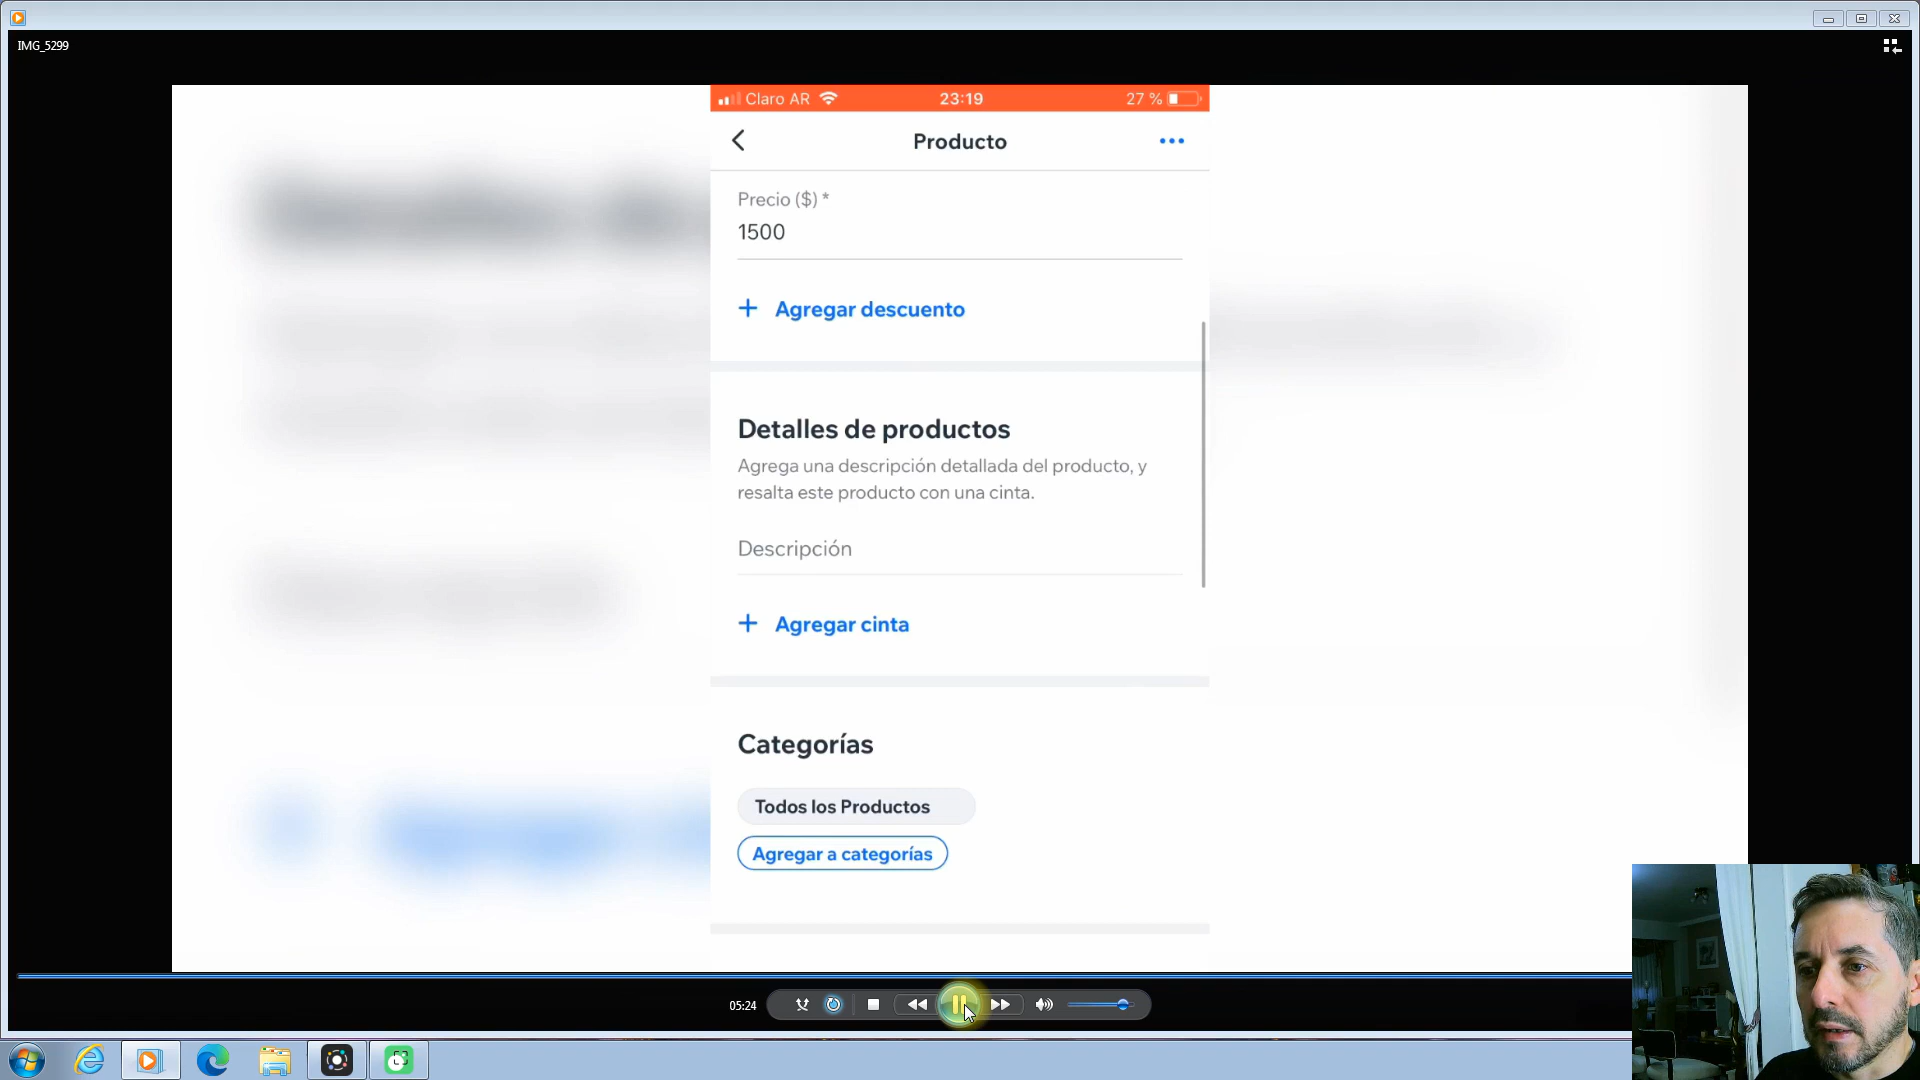 IMG_5299
Claro AR
23:19
27 %
Producto
Precio ($) *
1500
+ Agregar descuento
Detalles de productos
Agrega una descripción detallada del producto, y
resalta este producto con una cinta.
Descripción
+ Agregar cinta
Categorías
Todos los Productos
Agregar a categorías
05:24